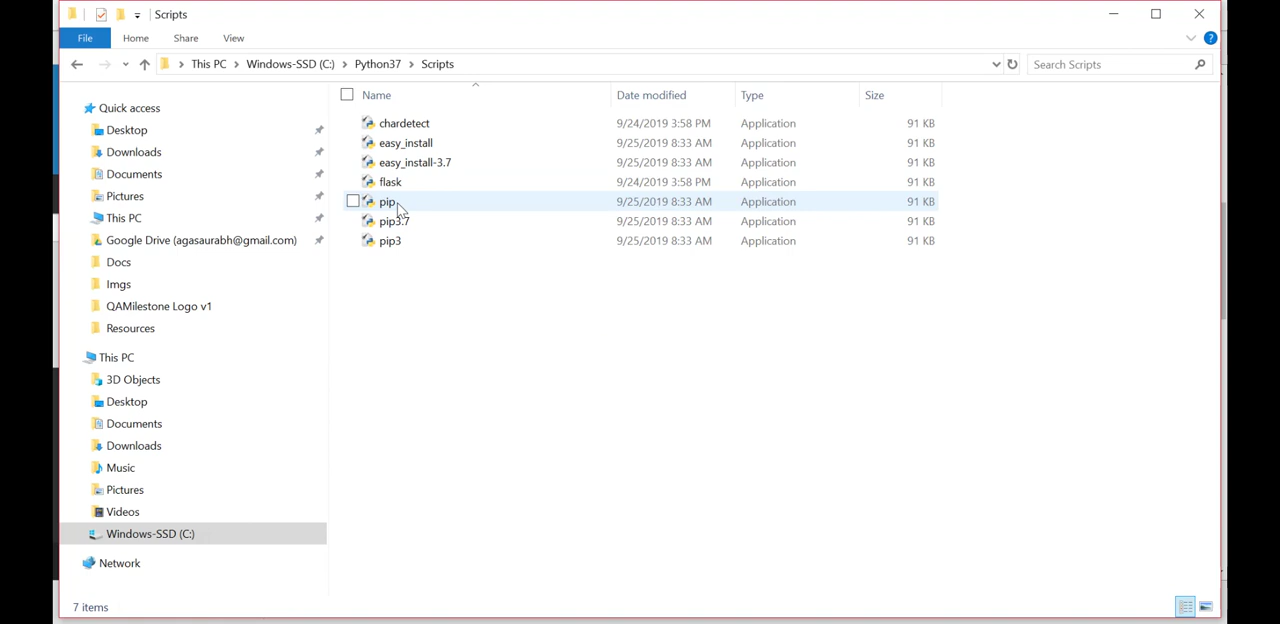 Scripts
File Home Share View
This PC Windows-SSD (C:) Python37 Scripts Search Scripts
Name Date modified Type Size
Quick access
Desktop
Downloads
Documents
Pictures
This PC
Google Drive (agasaurabh@gmail.com)
Docs
Imgs
QAMilestone Logo v1
Resources
This PC
3D Objects
Desktop
Documents
Downloads
Music
Pictures
Videos
Windows-SSD (C:)
Network
chardetect 9/24/2019 3:58 PM Application 91 KB
easy_install 9/25/2019 8:33 AM Application 91 KB
easy_install-3.7 9/25/2019 8:33 AM Application 91 KB
flask 9/24/2019 3:58 PM Application 91 KB
pip 9/25/2019 8:33 AM Application 91 KB
pip3.7 9/25/2019 8:33 AM Application 91 KB
pip3 9/25/2019 8:33 AM Application 91 KB
7 items